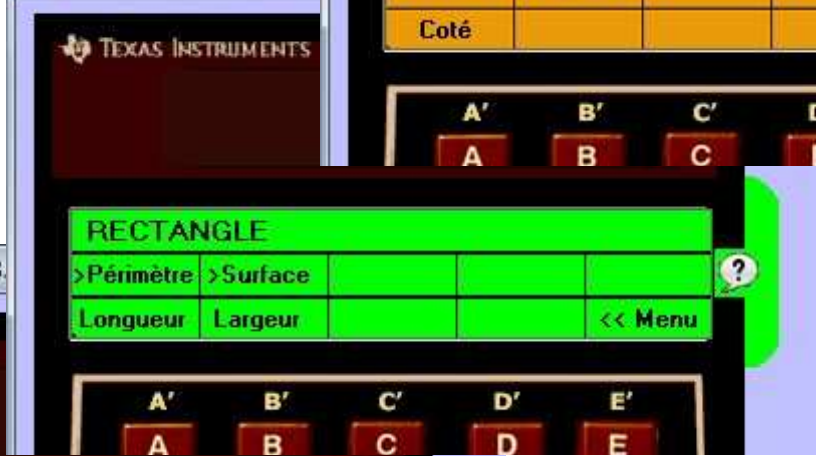 Coté
TEXAS INSTRUMENTS
A' B' C'
A B C
RECTANGLE
>Périmètre >Surface
?
Longueur Largeur << Menu
A' B' C' D' E'
A B C D E